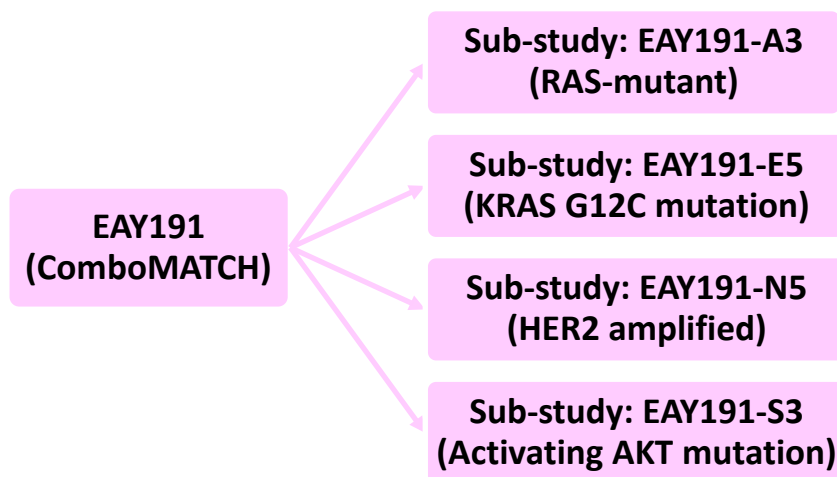 EAY191
(ComboMATCH)
Sub-study: EAY191-A3
(RAS-mutant)
Sub-study: EAY191-E5
(KRAS G12C mutation)
Sub-study: EAY191-N5
(HER2 amplified)
Sub-study: EAY191-S3
(Activating AKT mutation)